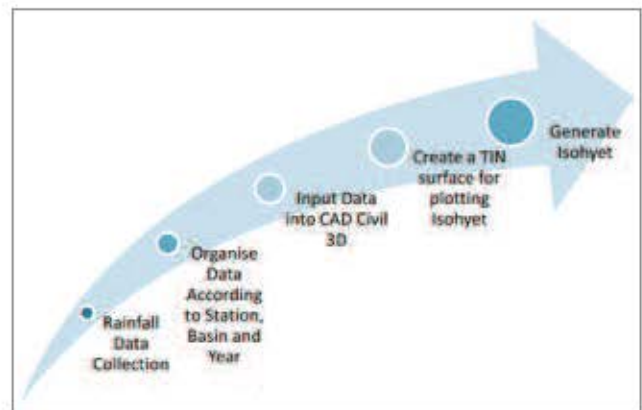 Rainfall
Data
Collection
Organise
Data
According
to Station,
Basin and
Year
Input Data
into CAD Civil
3D
Create a TIN
surface for
plotting
Isohyet
Generate
Isohyet